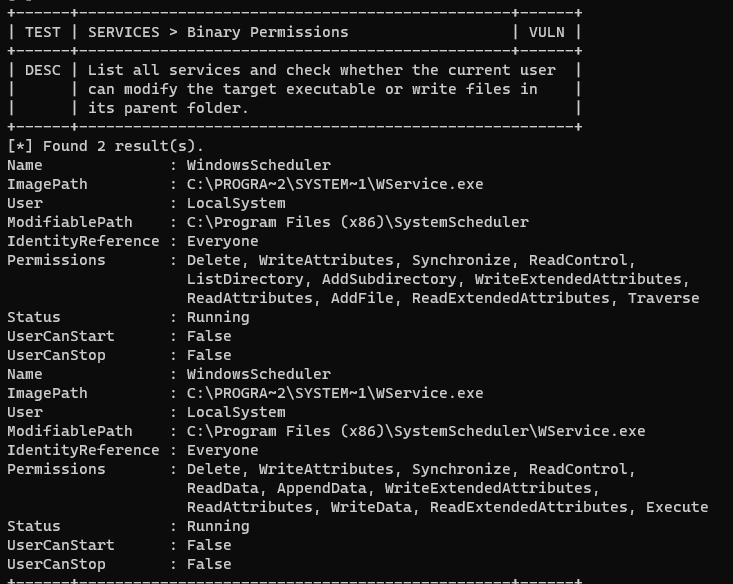 +------+------------------------------------------------+------+
| TEST | SERVICES > Binary Permissions                  | VULN |
+------+------------------------------------------------+------+
| DESC | List all services and check whether the current user  |
|      | can modify the target executable or write files in    |
|      | its parent folder.                                    |
+------+-------------------------------------------------------+
[*] Found 2 result(s).
Name              : WindowsScheduler
ImagePath         : C:\PROGRA~2\SYSTEM~1\WService.exe
User              : LocalSystem
ModifiablePath    : C:\Program Files (x86)\SystemScheduler
IdentityReference : Everyone
Permissions       : Delete, WriteAttributes, Synchronize, ReadControl,
                    ListDirectory, AddSubdirectory, WriteExtendedAttributes,
                    ReadAttributes, AddFile, ReadExtendedAttributes, Traverse
Status            : Running
UserCanStart      : False
UserCanStop       : False
Name              : WindowsScheduler
ImagePath         : C:\PROGRA~2\SYSTEM~1\WService.exe
User              : LocalSystem
ModifiablePath    : C:\Program Files (x86)\SystemScheduler\WService.exe
IdentityReference : Everyone
Permissions       : Delete, WriteAttributes, Synchronize, ReadControl,
                    ReadData, AppendData, WriteExtendedAttributes,
                    ReadAttributes, WriteData, ReadExtendedAttributes, Execute
Status            : Running
UserCanStart      : False
UserCanStop       : False